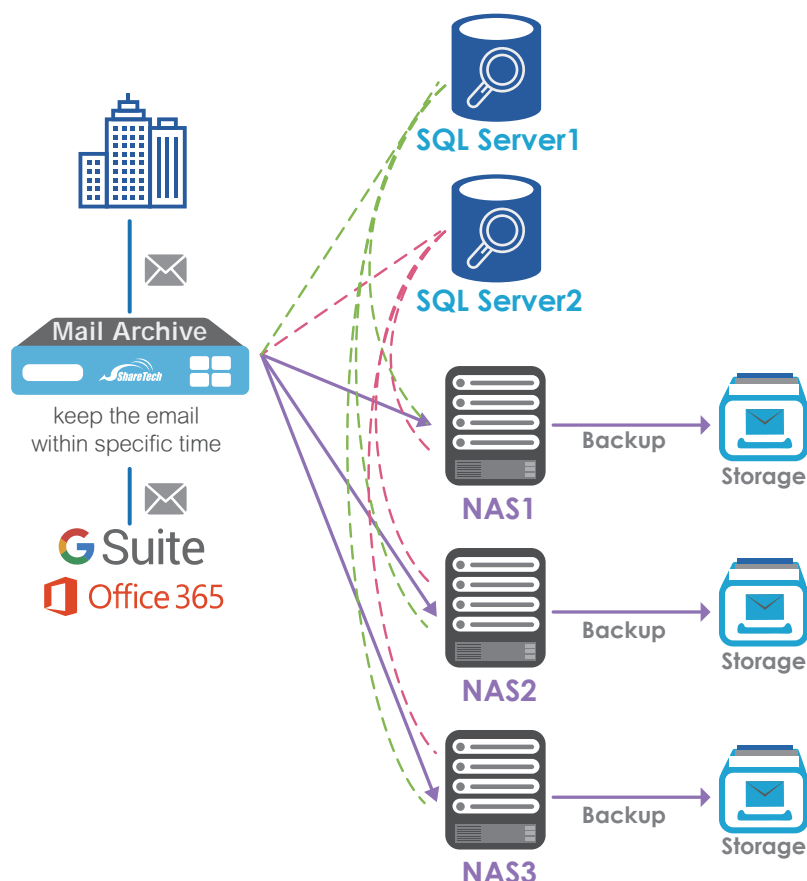 SQL Server1
SQL Server2
Mail Archive
ShareTech
keep the email
within specific time
G Suite
Office 365
NAS1
Backup
Storage
NAS2
Backup
Storage
NAS3
Backup
Storage